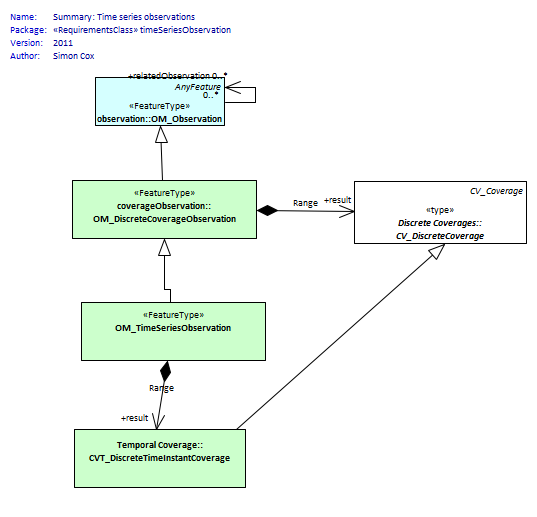 Name: Summary: Time series observations
Package: «RequirementsClass» timeSeriesObservation
Version: 2011
Author: Simon Cox
+relatedObservation 0..*
AnyFeature
0..*
«FeatureType»
observation::OM_Observation
«FeatureType»
coverageObservation::
OM_DiscreteCoverageObservation
Range +result
CV_Coverage
«type»
Discrete Coverages::
CV_DiscreteCoverage
«FeatureType»
OM_TimeSeriesObservation
Range
+result
Temporal Coverage::
CVT_DiscreteTimeInstantCoverage